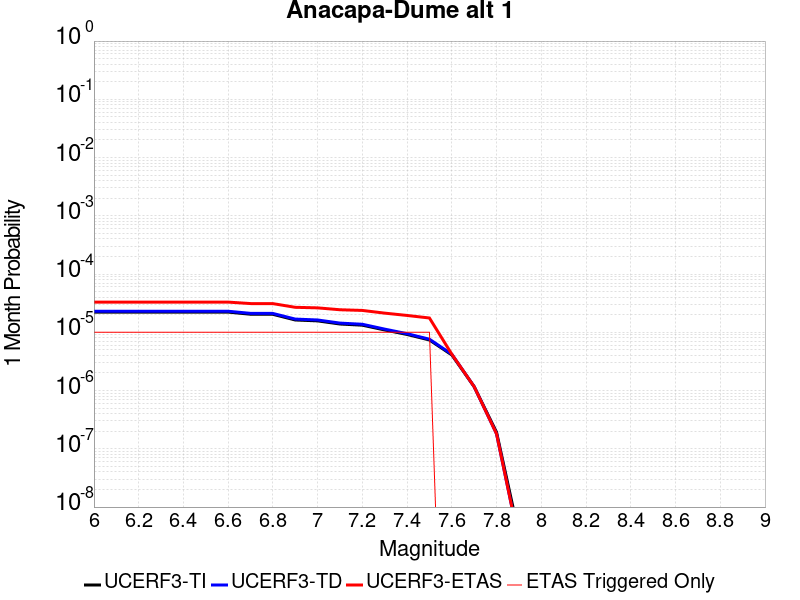 Anacapa-Dume alt 1
10^0
10^-1
10^-2
10^-3
10^-4
10^-5
10^-6
10^-7
10^-8
1 Month Probability
6 6.2 6.4 6.6 6.8 7 7.2 7.4 7.6 7.8 8 8.2 8.4 8.6 8.8 9
Magnitude
UCERF3-TI UCERF3-TD UCERF3-ETAS ETAS Triggered Only